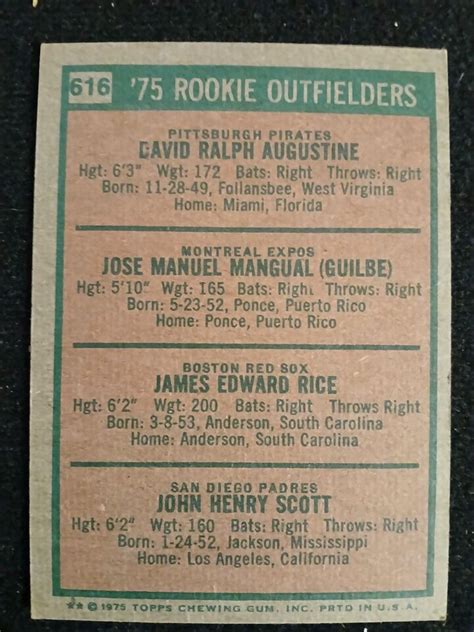 616 '75 ROOKIE OUTFIELDERS
PITTSBURGH PIRATES
DAVID RALPH AUGUSTINE
Hgt: 6'3" Wgt: 172 Bats: Right Throws: Right
Born: 11-28-49, Follansbee, West Virginia
Home: Miami, Florida
MONTREAL EXPOS
JOSE MANUEL MANGUAL (GUILBE)
Hgt: 5'10" Wgt: 165 Bats: Right Throws: Right
Born: 5-23-52, Ponce, Puerto Rico
Home: Ponce, Puerto Rico
BOSTON RED SOX
JAMES EDWARD RICE
Hgt: 6'2" Wgt: 200 Bats: Right Throws Right
Born: 3-8-53, Anderson, South Carolina
Home: Anderson, South Carolina
SAN DIEGO PADRES
JOHN HENRY SCOTT
Hgt: 6'2" Wgt: 160 Bats: Right Throws: Right
Born: 1-24-52, Jackson, Mississippi
Home: Los Angeles, California
** © 1975 TOPPS CHEWING GUM, INC. PRTD IN U.S.A.